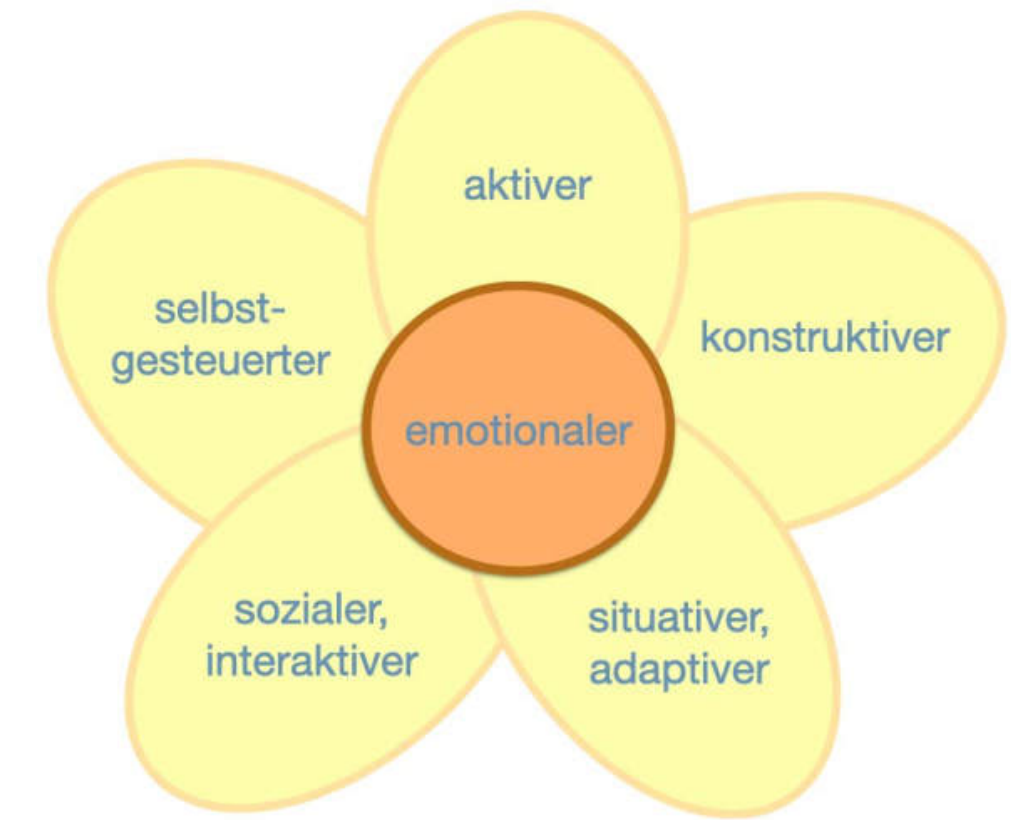 aktiver
selbst-
gesteuerter
konstruktiver
emotionaler
sozialer,
interaktiver
situativer,
adaptiver